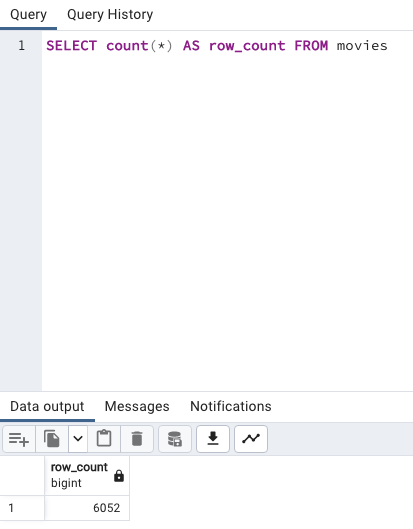 Query Query History
1 SELECT count(*) AS row_count FROM movies
Data output Messages Notifications
row_count
bigint
1 6052